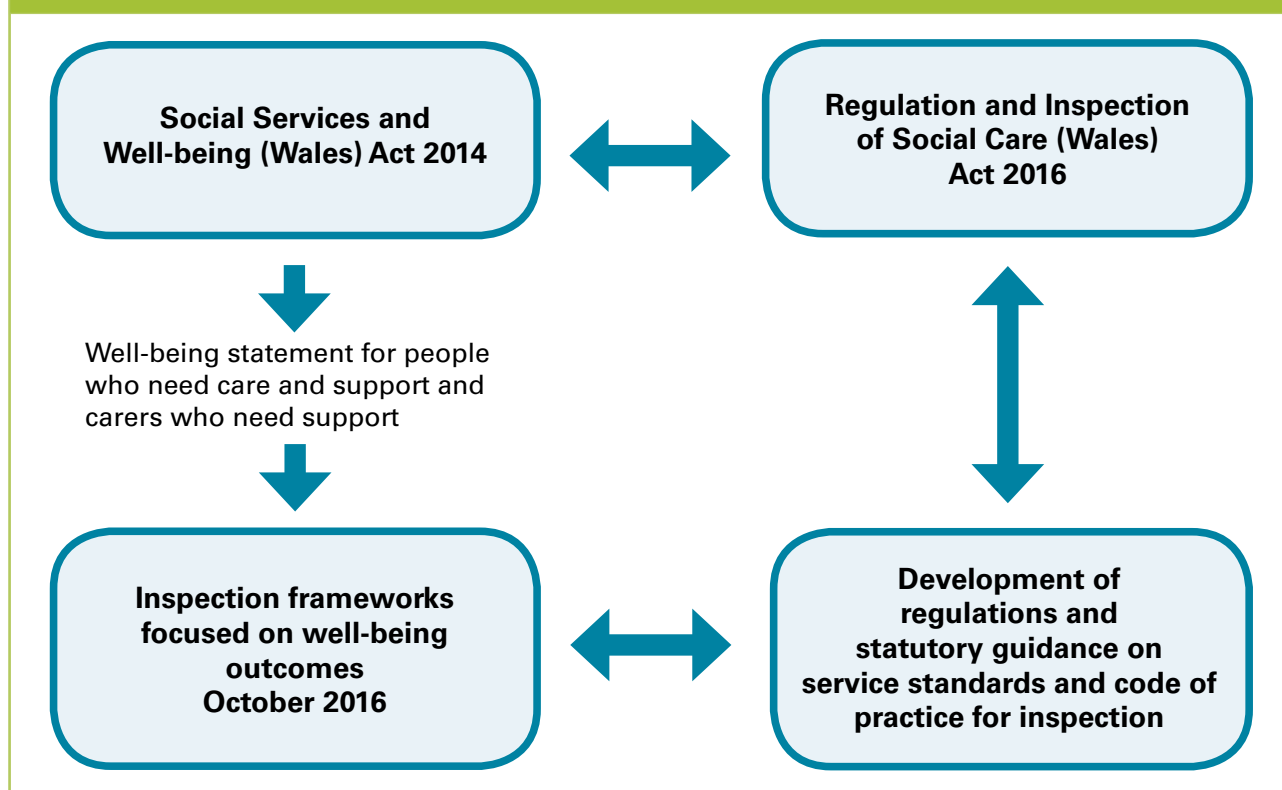 Social Services and
Well-being (Wales) Act 2014
Regulation and Inspection
of Social Care (Wales)
Act 2016
Well-being statement for people
who need care and support and
carers who need support
Inspection frameworks
focused on well-being
outcomes
October 2016
Development of
regulations and
statutory guidance on
service standards and code of
practice for inspection